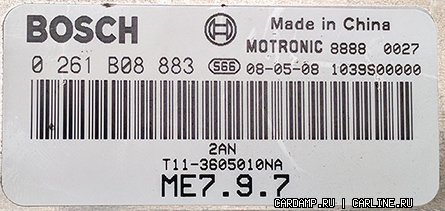 BOSCH
Made in China
MOTRONIC 8888 0027
0 261 B08 883 S66 08-05-08 1039S00000
2AN
T11-3605010NA
ME7.9.7
CARDAMP.RU | CARLINE.RU